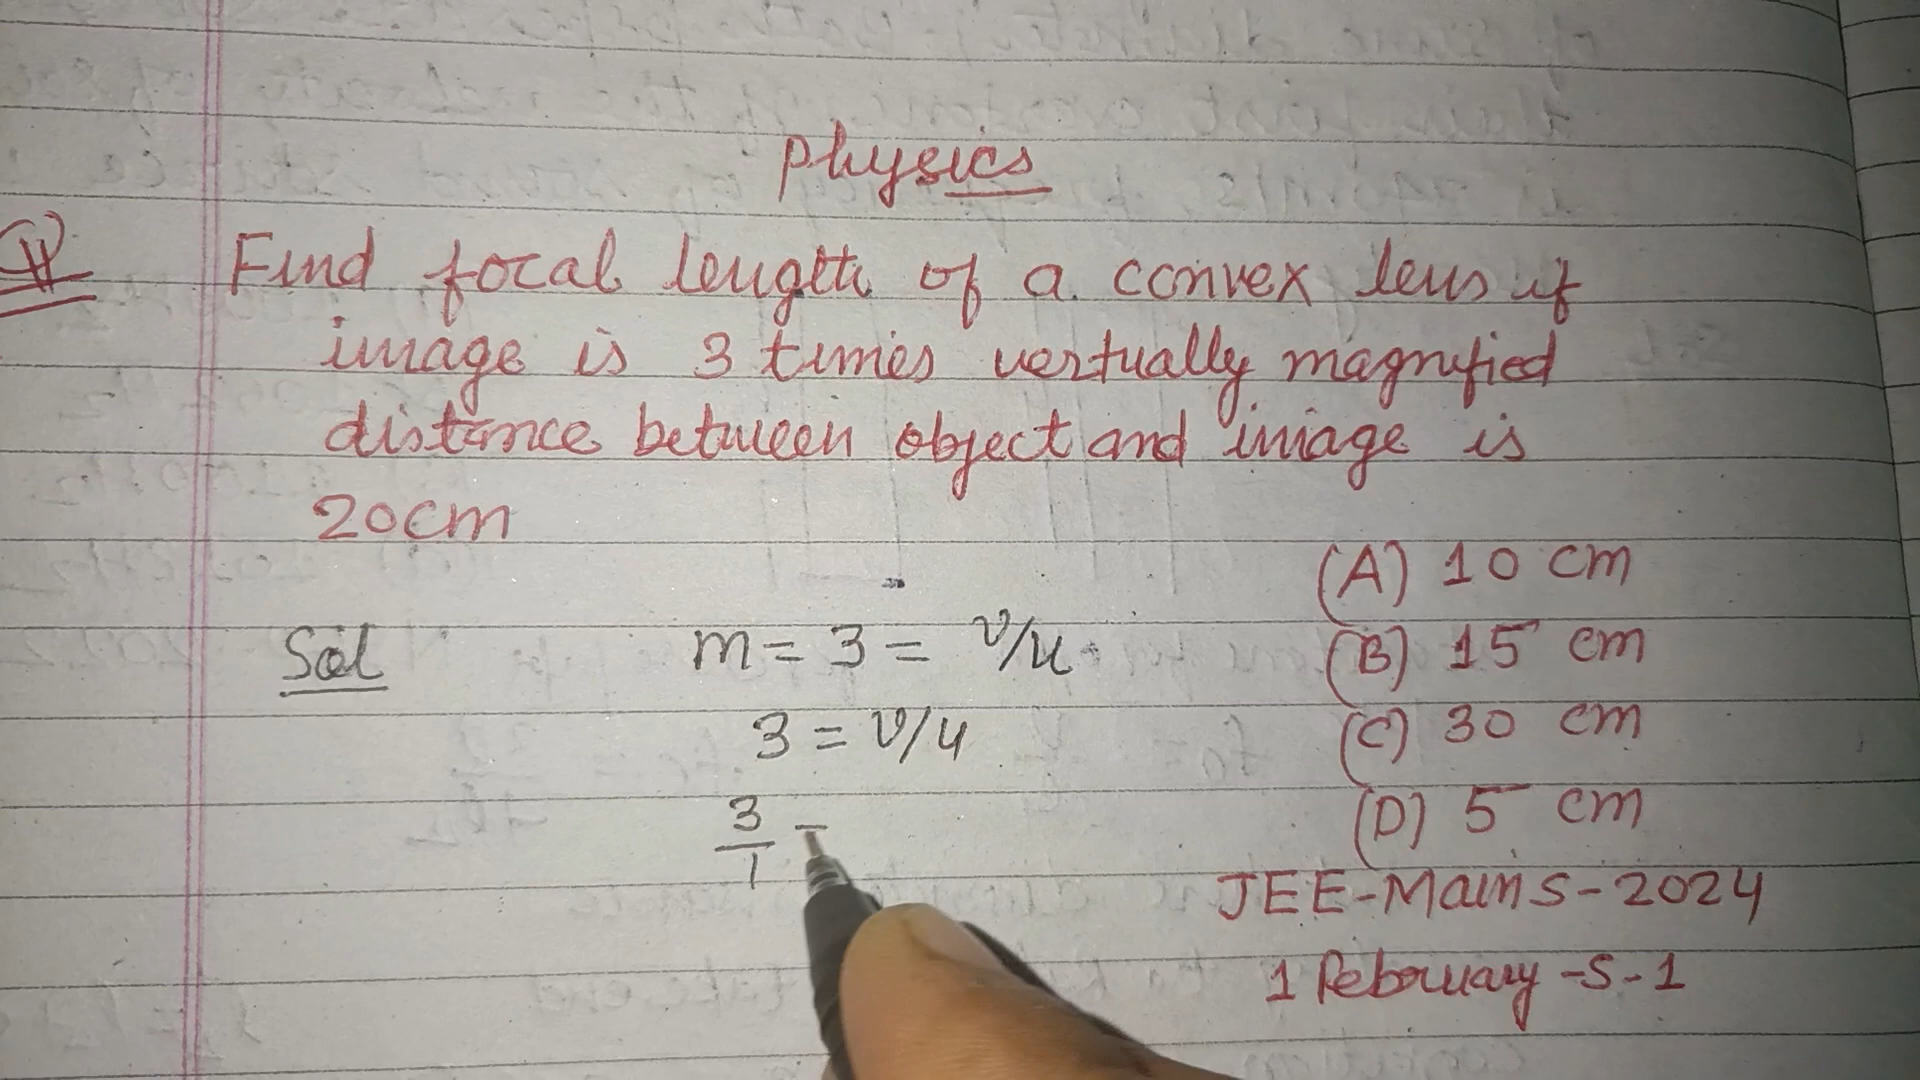 Physics
Q Find focal length of a convex lens if
image is 3 times vertually magnified
distance between object and image is
20cm
(A) 10 cm
Sol m = 3 = v/u
(B) 15 cm
3 = v/u
(C) 30 cm
3/1 =
(D) 5 cm
JEE-Mains-2024
1 Febuary -S-1